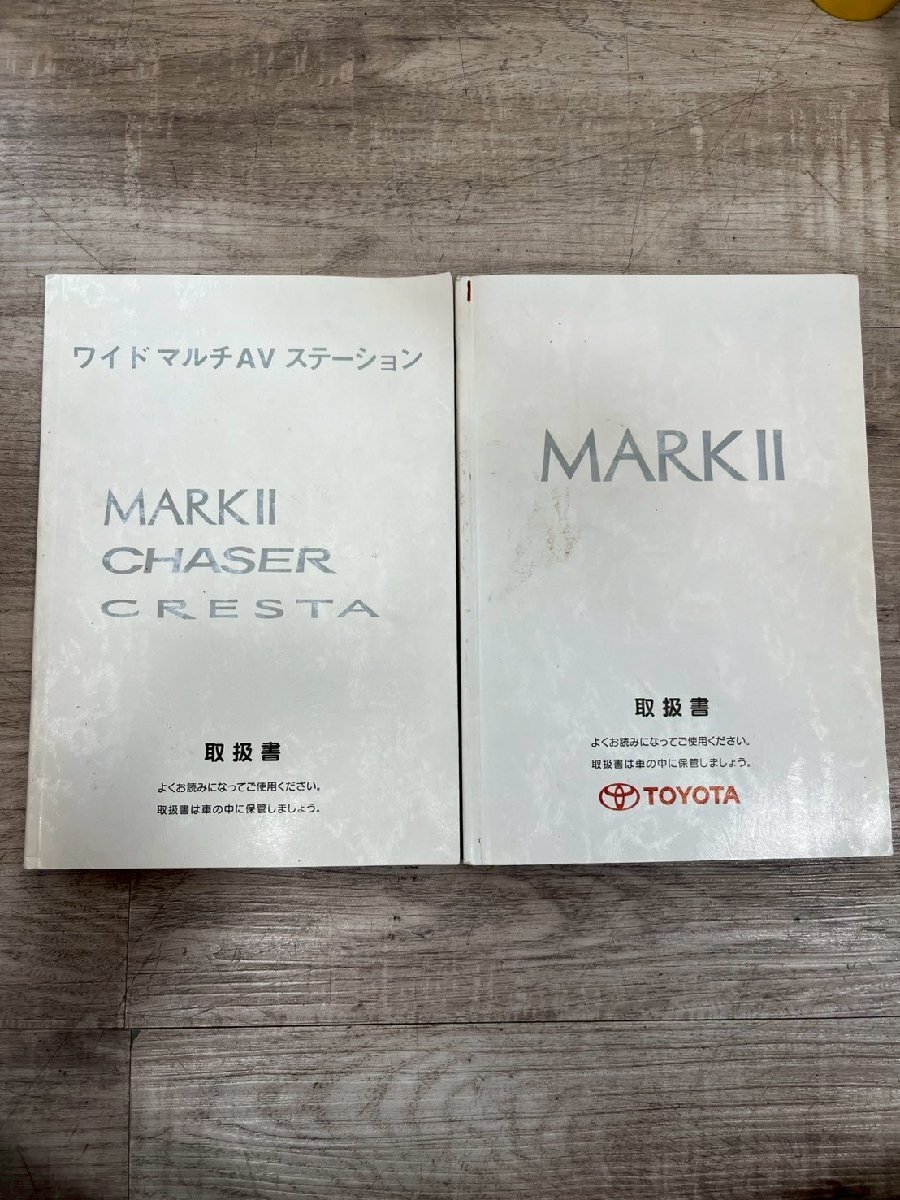 ワイド マルチAV ステーション
MARK II
CHASER
CRESTA
取扱書
よくお読みになってご使用ください。
取扱書は車の中に保管しましょう。
MARK II
取扱書
よくお読みになってご使用ください。
取扱書は車の中に保管しましょう。
TOYOTA